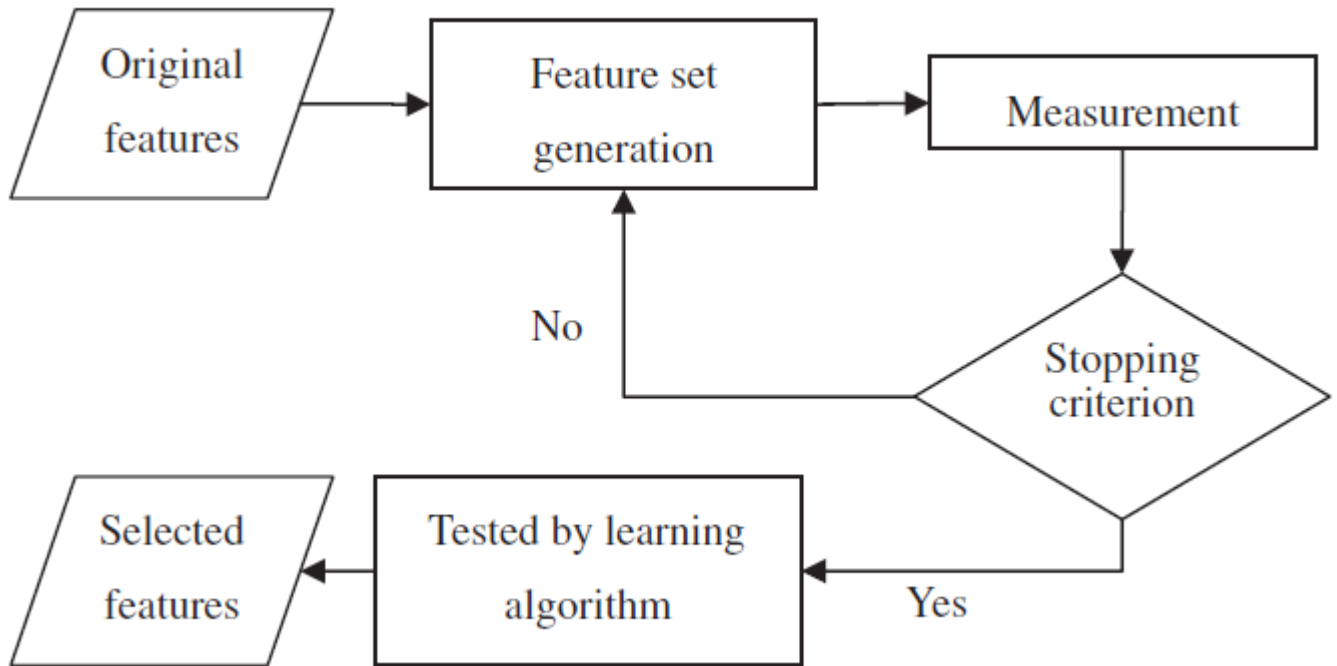 Original
features
Feature set
generation
Measurement
No
Stopping
criterion
Selected
features
Tested by learning
algorithm
Yes